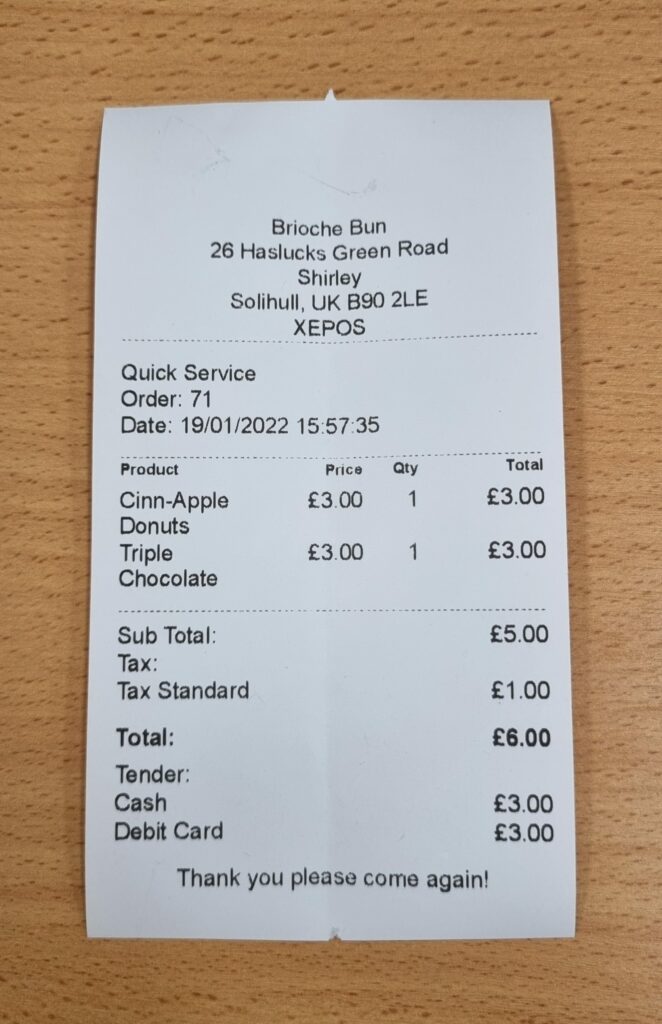 Brioche Bun
26 Haslucks Green Road
Shirley
Solihull, UK B90 2LE
XEPOS
Quick Service
Order: 71
Date: 19/01/2022 15:57:35
Product Price Qty Total
Cinn-Apple £3.00 1 £3.00
Donuts
Triple £3.00 1 £3.00
Chocolate
Sub Total: £5.00
Tax:
Tax Standard £1.00
Total: £6.00
Tender:
Cash £3.00
Debit Card £3.00
Thank you please come again!